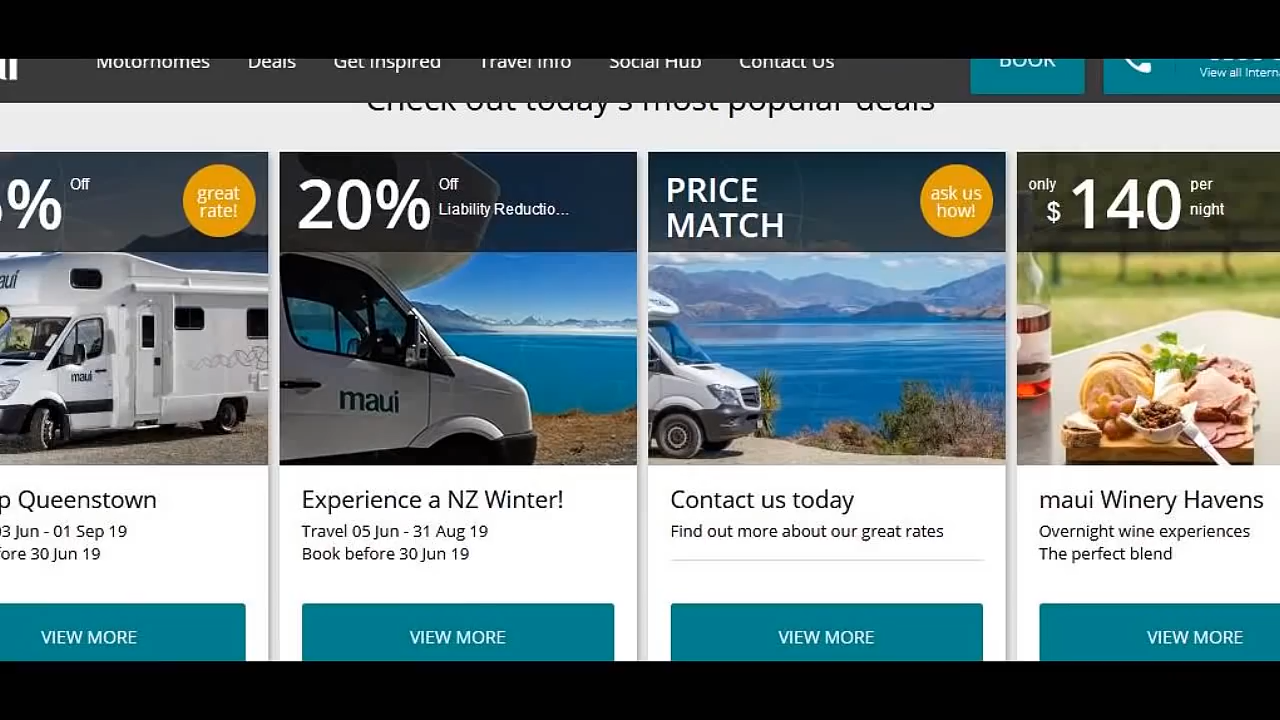 Motorhomes Deals Get Inspired Travel Info Social Hub Contact Us BOOK
View all
Check out today's most popular deals
% Off
great
rate!
Queenstown
Jun - 01 Sep 19
30 Jun 19
VIEW MORE
20% Off
Liability Reductio...
maui
Experience a NZ Winter!
Travel 05 Jun - 31 Aug 19
Book before 30 Jun 19
VIEW MORE
PRICE
MATCH
ask us
how!
Contact us today
Find out more about our great rates
VIEW MORE
only
$ 140 per
night
maui Winery Havens
Overnight wine experiences
The perfect blend
VIEW MORE
maui